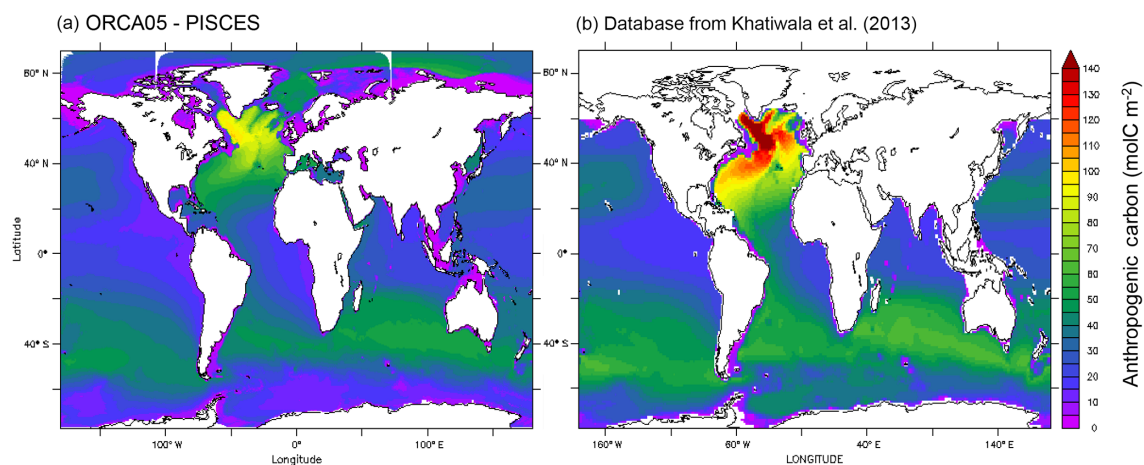 (a) ORCA05 - PISCES
(b) Database from Khatiwala et al. (2013)
80° N
40° N
0°
40° S
Latitude
100° W
0°
100° E
Longitude
80° N
40° N
0°
40° S
160° W
60° W
40° E
140° E
LONGITUDE
140
130
120
110
100
90
80
70
60
50
40
30
20
10
0
Anthropogenic carbon (molC m⁻²)